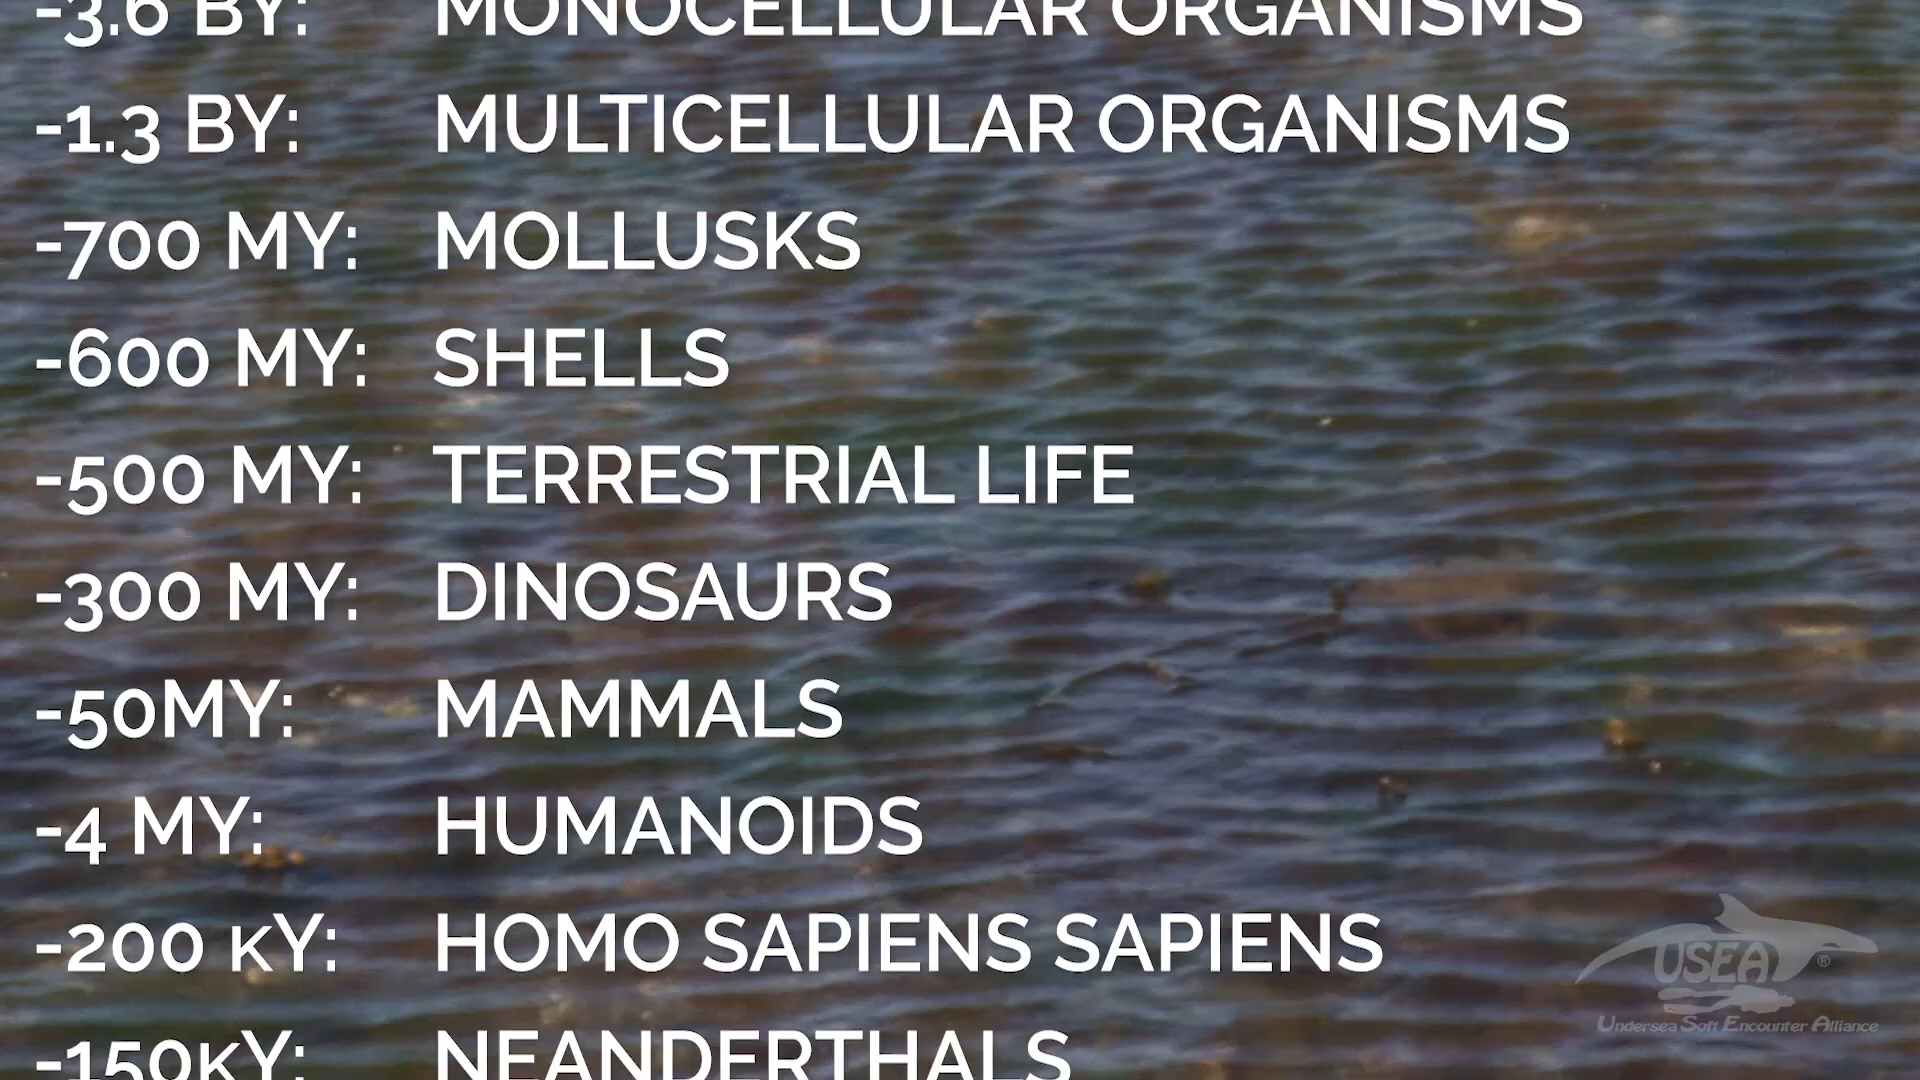 -3.6 BY: MONOCELLULAR ORGANISMS
-1.3 BY: MULTICELLULAR ORGANISMS
-700 MY: MOLLUSKS
-600 MY: SHELLS
-500 MY: TERRESTRIAL LIFE
-300 MY: DINOSAURS
-50MY: MAMMALS
-4 MY: HUMANOIDS
-200 KY: HOMO SAPIENS SAPIENS
-150KY: NEANDERTHALS
USEA ®
Undersea Soft Encounter Alliance